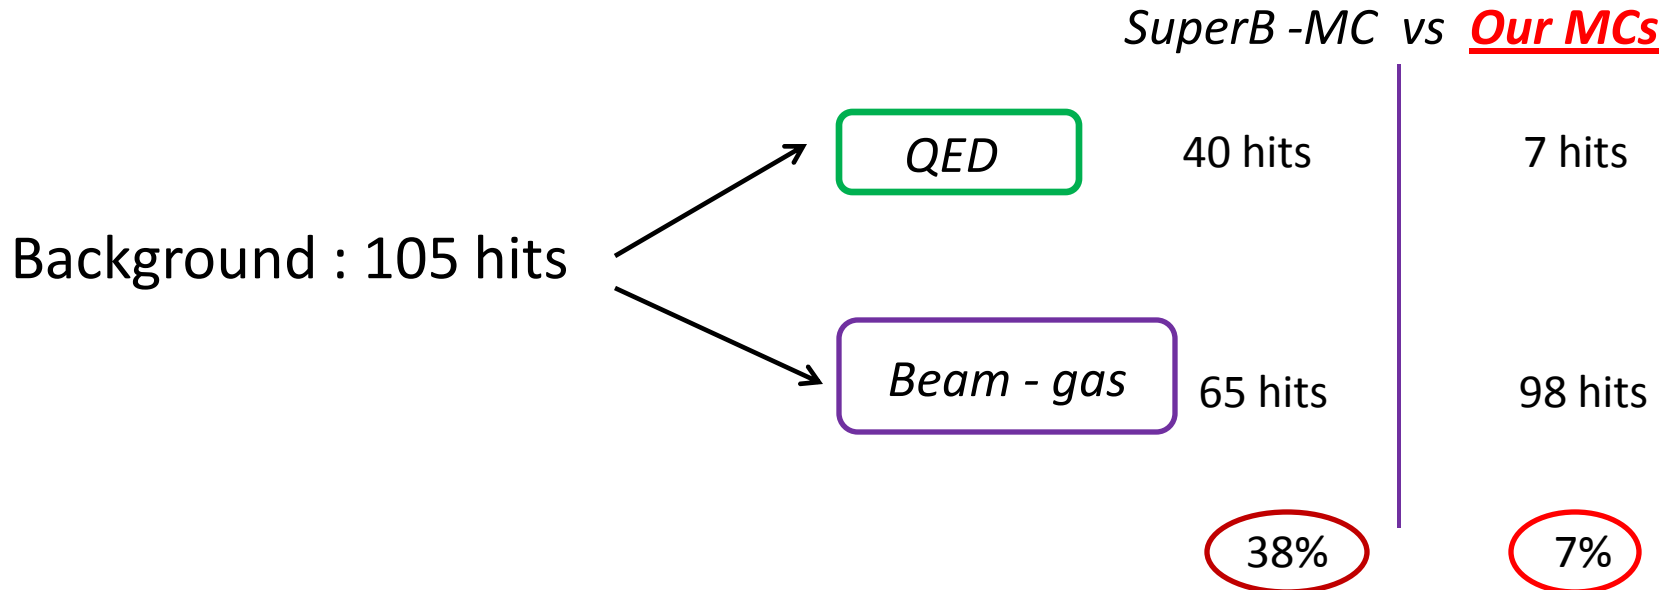 SuperB -MC vs Our MCs
QED
40 hits
7 hits
Background : 105 hits
Beam - gas
65 hits
98 hits
38%
7%